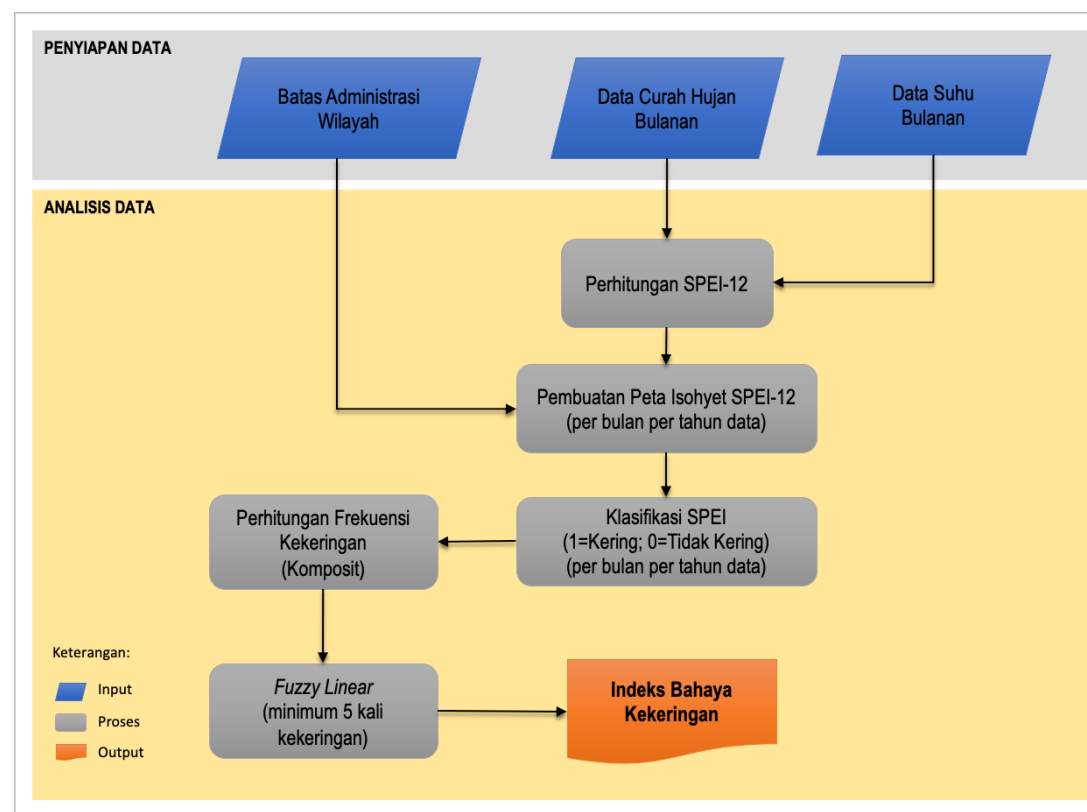 PENYIAPAN DATA
Batas Administrasi
Wilayah
Data Curah Hujan
Bulanan
Data Suhu
Bulanan
ANALISIS DATA
Perhitungan SPEI-12
Pembuatan Peta Isohyet SPEI-12
(per bulan per tahun data)
Klasifikasi SPEI
(1=Kering; 0=Tidak Kering)
(per bulan per tahun data)
Perhitungan Frekuensi
Kekeringan
(Komposit)
Fuzzy Linear
(minimum 5 kali
kekeringan)
Indeks Bahaya
Kekeringan
Keterangan:
Input
Proses
Output